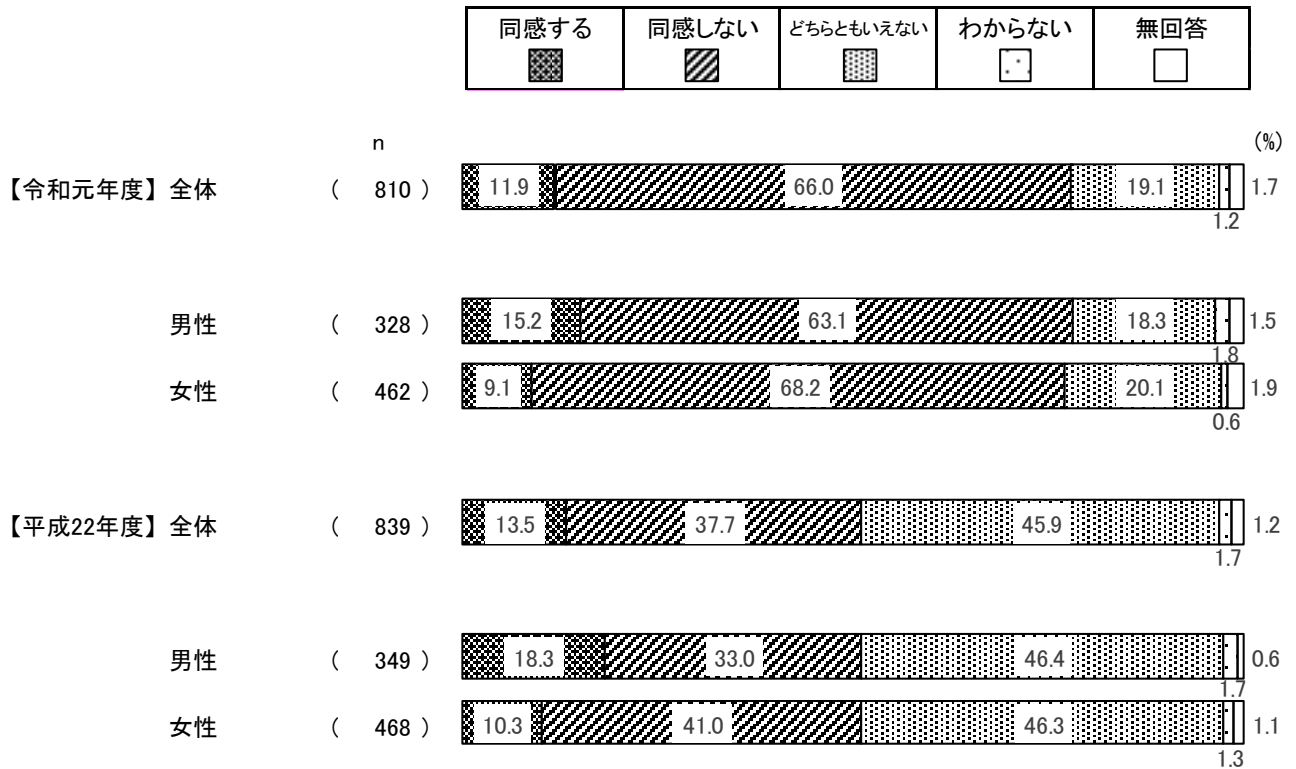 同感する 同感しない どちらともいえない わからない 無回答
n (%)
【令和元年度】 全体 ( 810 ) 11.9 66.0 19.1 1.7
1.2
男性 ( 328 ) 15.2 63.1 18.3 1.5
1.8
女性 ( 462 ) 9.1 68.2 20.1 1.9
0.6
【平成22年度】 全体 ( 839 ) 13.5 37.7 45.9 1.2
1.7
男性 ( 349 ) 18.3 33.0 46.4 0.6
1.7
女性 ( 468 ) 10.3 41.0 46.3 1.1
1.3